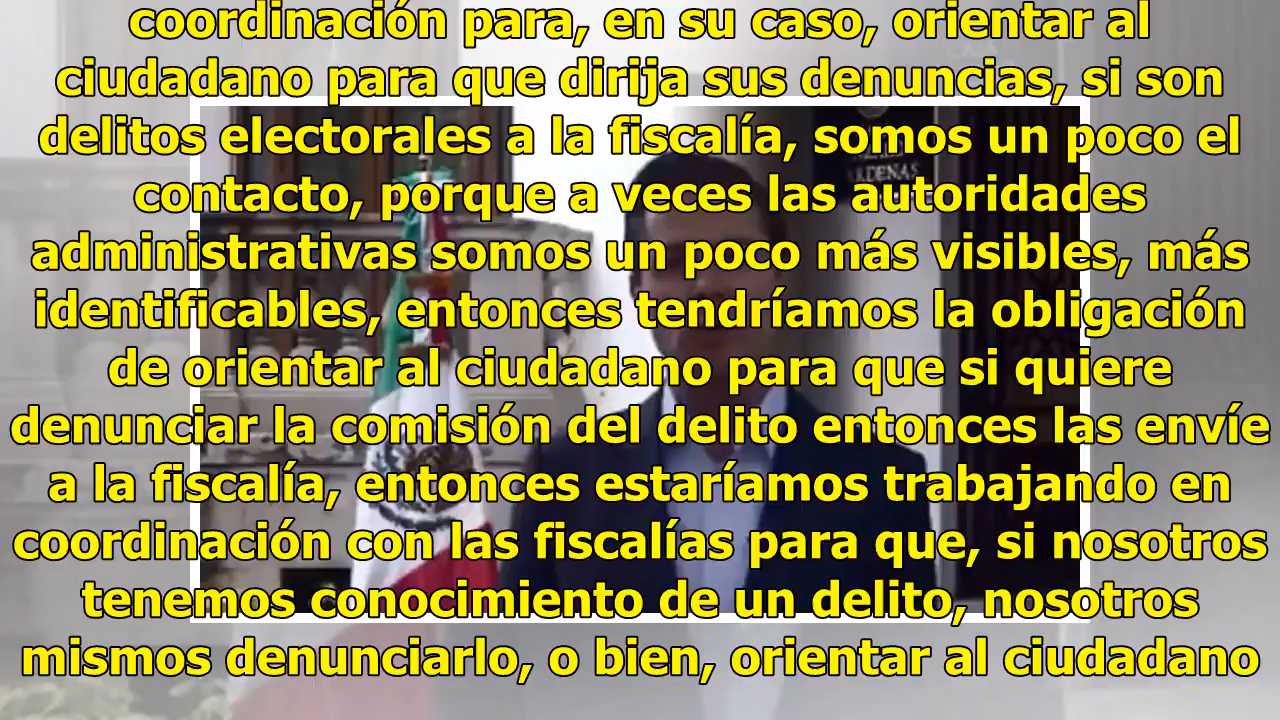 coordinación para, en su caso, orientar al
ciudadano para que dirija sus denuncias, si son
delitos electorales a la fiscalía, somos un poco el
contacto, porque a veces las autoridades
administrativas somos un poco más visibles, más
identificables, entonces tendríamos la obligación
de orientar al ciudadano para que si quiere
denunciar la comisión del delito entonces las envíe
a la fiscalía, entonces estaríamos trabajando en
coordinación con las fiscalías para que, si nosotros
tenemos conocimiento de un delito, nosotros
mismos denunciarlo, o bien, orientar al ciudadano